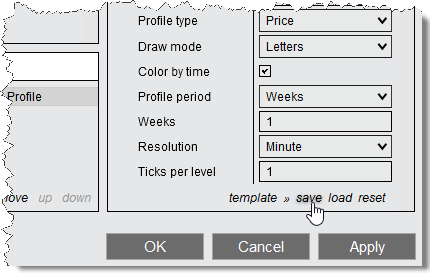 Profile type Price
Draw mode Letters
Color by time
Profile Profile period Weeks
Weeks 1
Resolution Minute
Ticks per level 1
up down template » save load reset
OK Cancel Apply